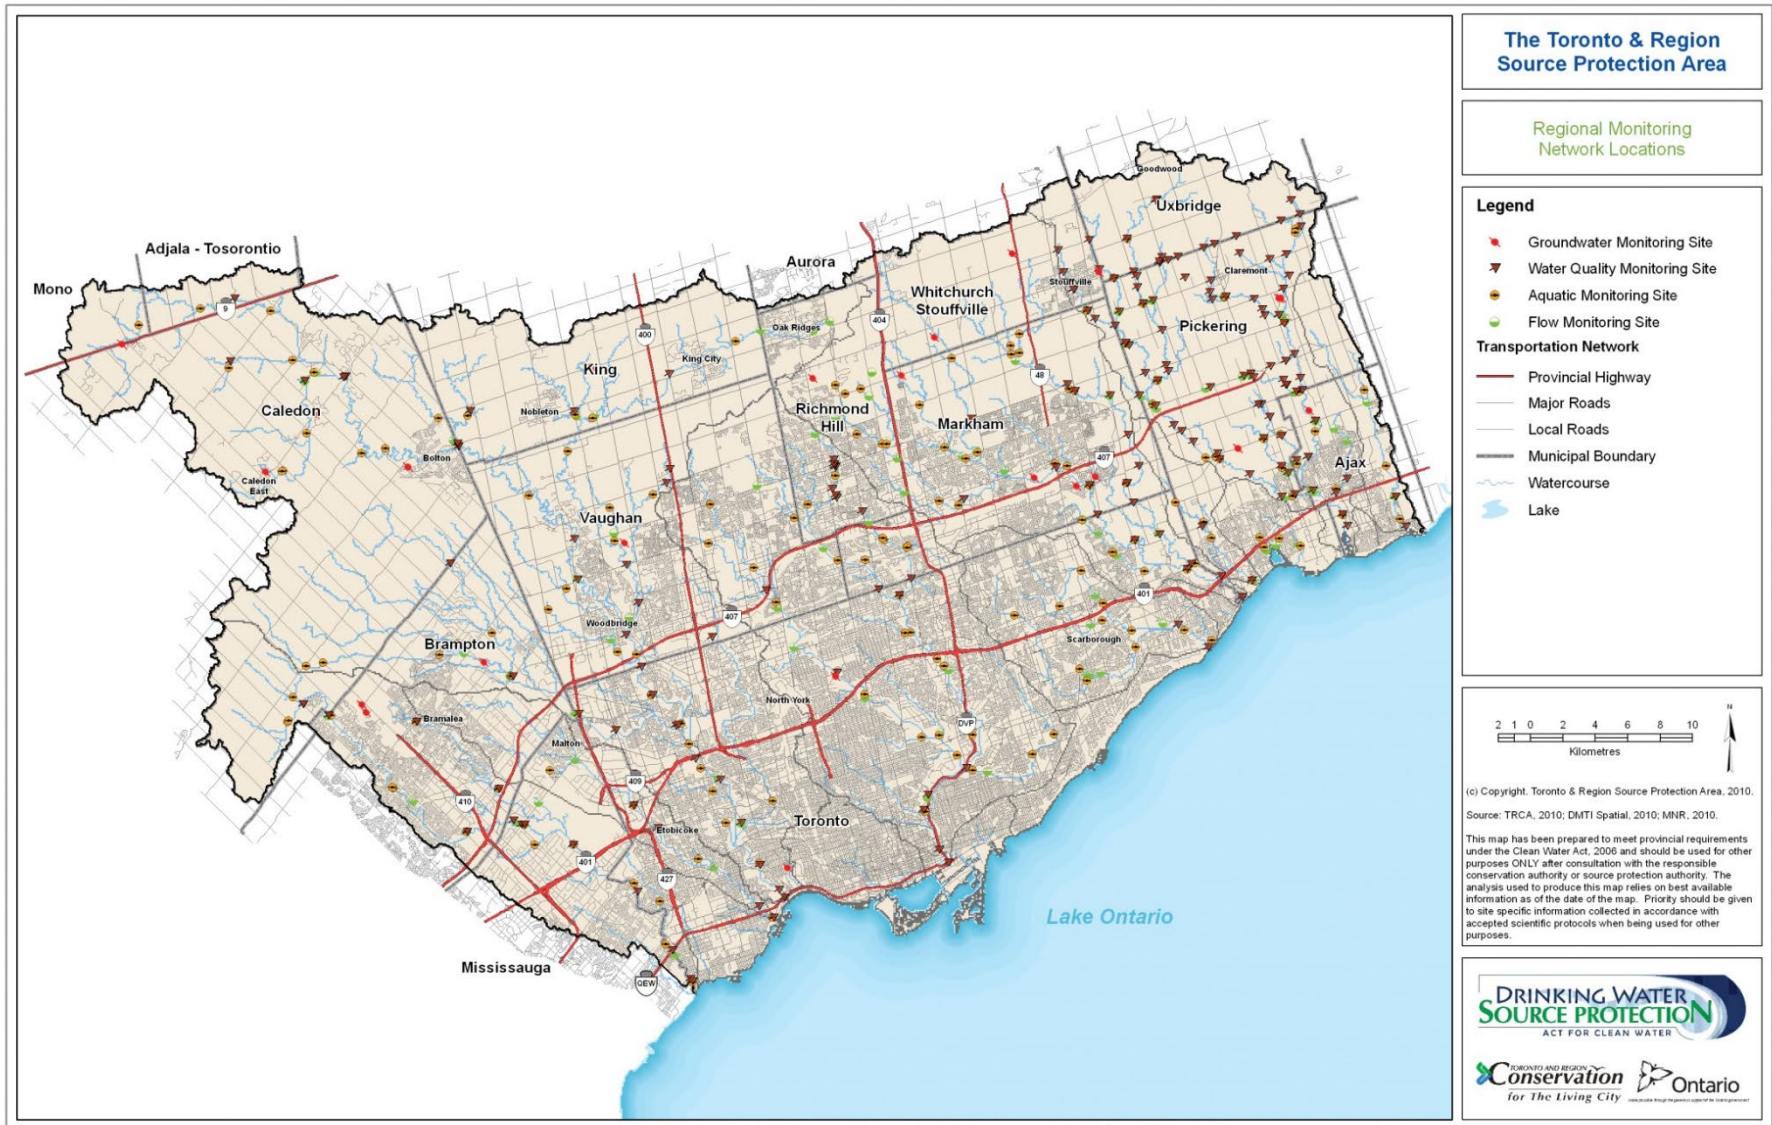 The Toronto & Region
Source Protection Area
Regional Monitoring
Network Locations
Legend
Groundwater Monitoring Site
Water Quality Monitoring Site
Aquatic Monitoring Site
Flow Monitoring Site
Transportation Network
Provincial Highway
Major Roads
Local Roads
Municipal Boundary
Watercourse
Lake
2 1 0 2 4 6 8 10
Kilometres
N
(c) Copyright. Toronto & Region Source Protection Area, 2010.
Source: TRCA, 2010; DMTI Spatial, 2010; MNR, 2010.
This map has been prepared to meet provincial requirements
under the Clean Water Act, 2006 and should be used for other
purposes ONLY after consultation with the responsible
conservation authority or source protection authority. The
analysis used to produce this map relies on best available
information as of the date of the map. Priority should be given
to site specific information collected in accordance with
accepted scientific protocols when being used for other
purposes.
DRINKING WATER
SOURCE PROTECTION
ACT FOR CLEAN WATER
TORONTO AND REGION
Conservation
for The Living City
Ontario
Goodwood
Uxbridge
Adjala - Tosorontio
Aurora
Mono
Claremont
Stouffville
Whitchurch
Stouffville
9
404
Oak Ridges
Pickering
400
King City
King
48
Caledon
Nobleton
Richmond
Hill
Markham
Bolton
407
Ajax
Caledon
East
Vaughan
401
407
Woodbridge
Scarborough
Brampton
North York
Bramalea
DVP
Malton
409
410
Toronto
Etobicoke
401
427
Lake Ontario
Mississauga
QEW